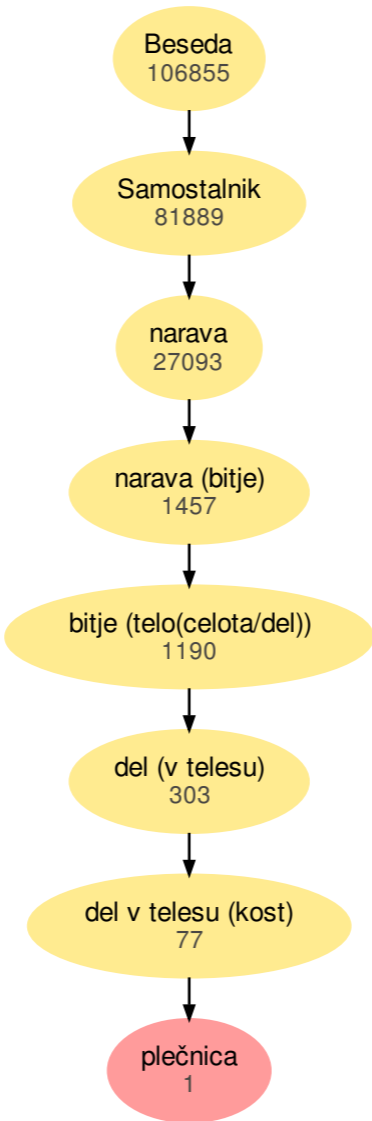 Beseda
106855
Samostalnik
81889
narava
27093
narava (bitje)
1457
bitje (telo(celota/del))
1190
del (v telesu)
303
del v telesu (kost)
77
plečnica
1